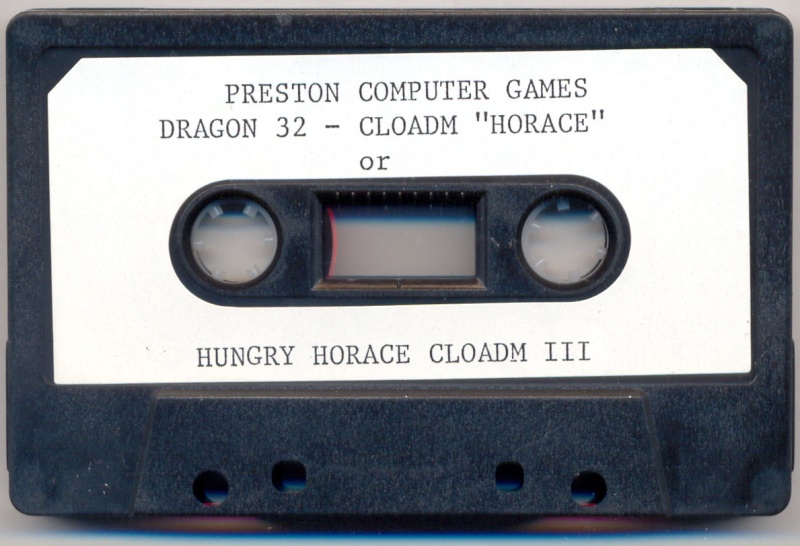 PRESTON COMPUTER GAMES
DRAGON 32 - CLOADM "HORACE"
or
HUNGRY HORACE CLOADM III